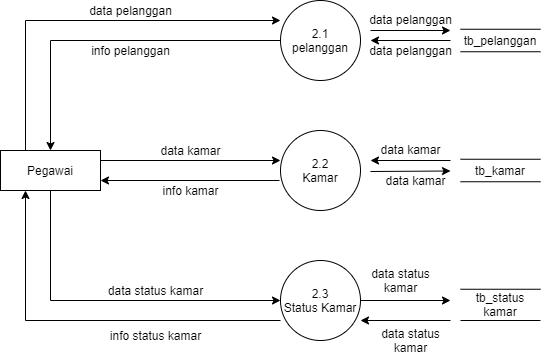 data pelanggan
info pelanggan
2.1
pelanggan
data pelanggan
data pelanggan
tb_pelanggan
Pegawai
data kamar
info kamar
2.2
Kamar
data kamar
data kamar
tb_kamar
data status kamar
info status kamar
2.3
Status Kamar
data status
kamar
data status
kamar
tb_status
kamar